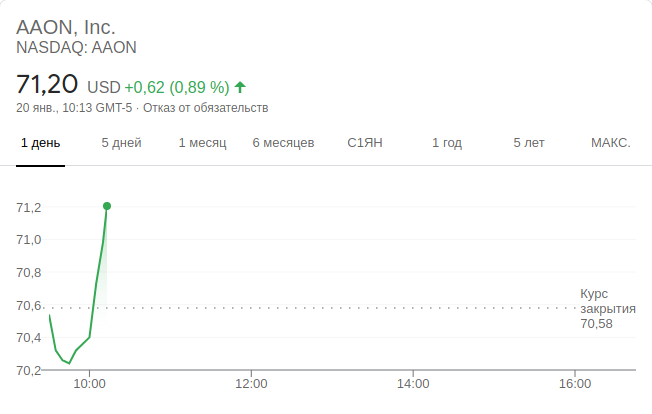 AAON, Inc.
NASDAQ: AAON
71,20 USD +0,62 (0,89 %)
20 янв., 10:13 GMT-5 · Отказ от обязательств
1 день 5 дней 1 месяц 6 месяцев С1ЯН 1 год 5 лет МАКС.
71,2
71,0
70,8
70,6
70,4
70,2
Курс
закрытия
70,58
10:00 12:00 14:00 16:00